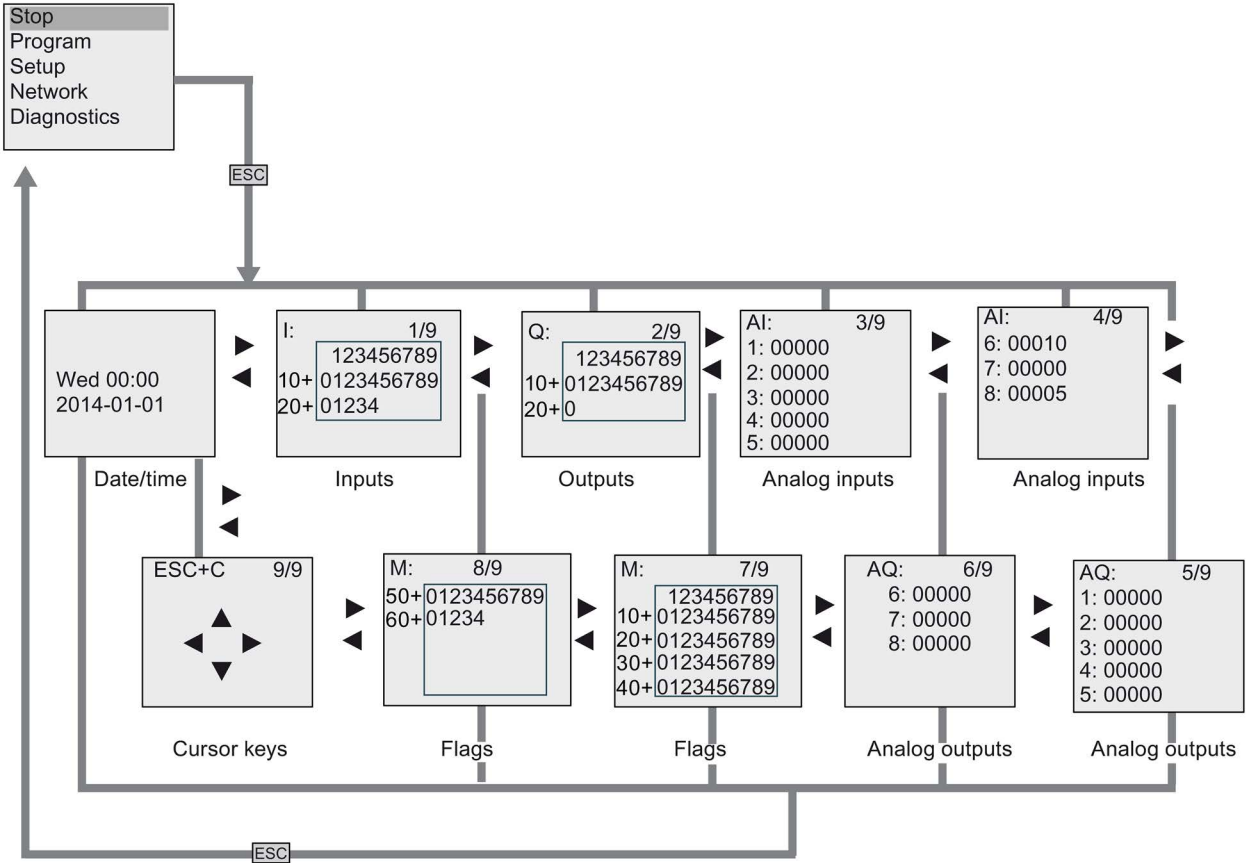 Stop
Program
Setup
Network
Diagnostics
ESC
Wed 00:00
2014-01-01
Date/time
I: 1/9
123456789
10+ 0123456789
20+ 01234
Inputs
Q: 2/9
123456789
10+ 0123456789
20+ 0
Outputs
AI: 3/9
1: 00000
2: 00000
3: 00000
4: 00000
5: 00000
Analog inputs
AI: 4/9
6: 00010
7: 00000
8: 00005
Analog inputs
ESC+C 9/9
Cursor keys
M: 8/9
50+ 0123456789
60+ 01234
Flags
M: 7/9
123456789
10+ 0123456789
20+ 0123456789
30+ 0123456789
40+ 0123456789
Flags
AQ: 6/9
6: 00000
7: 00000
8: 00000
Analog outputs
AQ: 5/9
1: 00000
2: 00000
3: 00000
4: 00000
5: 00000
Analog outputs
ESC